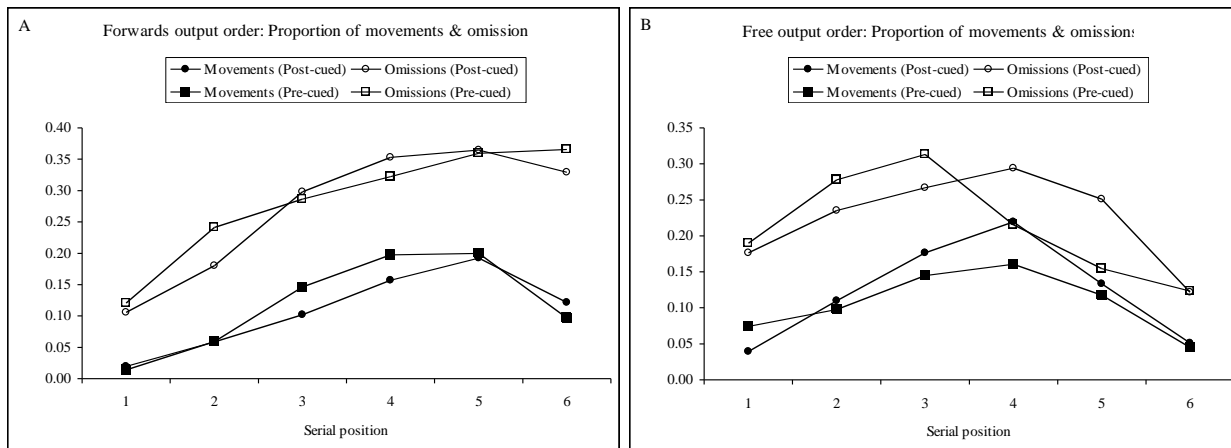 A
Forwards output order: Proportion of movements & omission
Movements (Post-cued) Omissions (Post-cued)
Movements (Pre-cued) Omissions (Pre-cued)
0.40
0.35
0.30
0.25
0.20
0.15
0.10
0.05
0.00
1 2 3 4 5 6
Serial position
B
Free output order: Proportion of movements & omissions
Movements (Post-cued) Omissions (Post-cued)
Movements (Pre-cued) Omissions (Pre-cued)
0.35
0.30
0.25
0.20
0.15
0.10
0.05
0.00
1 2 3 4 5 6
Serial position